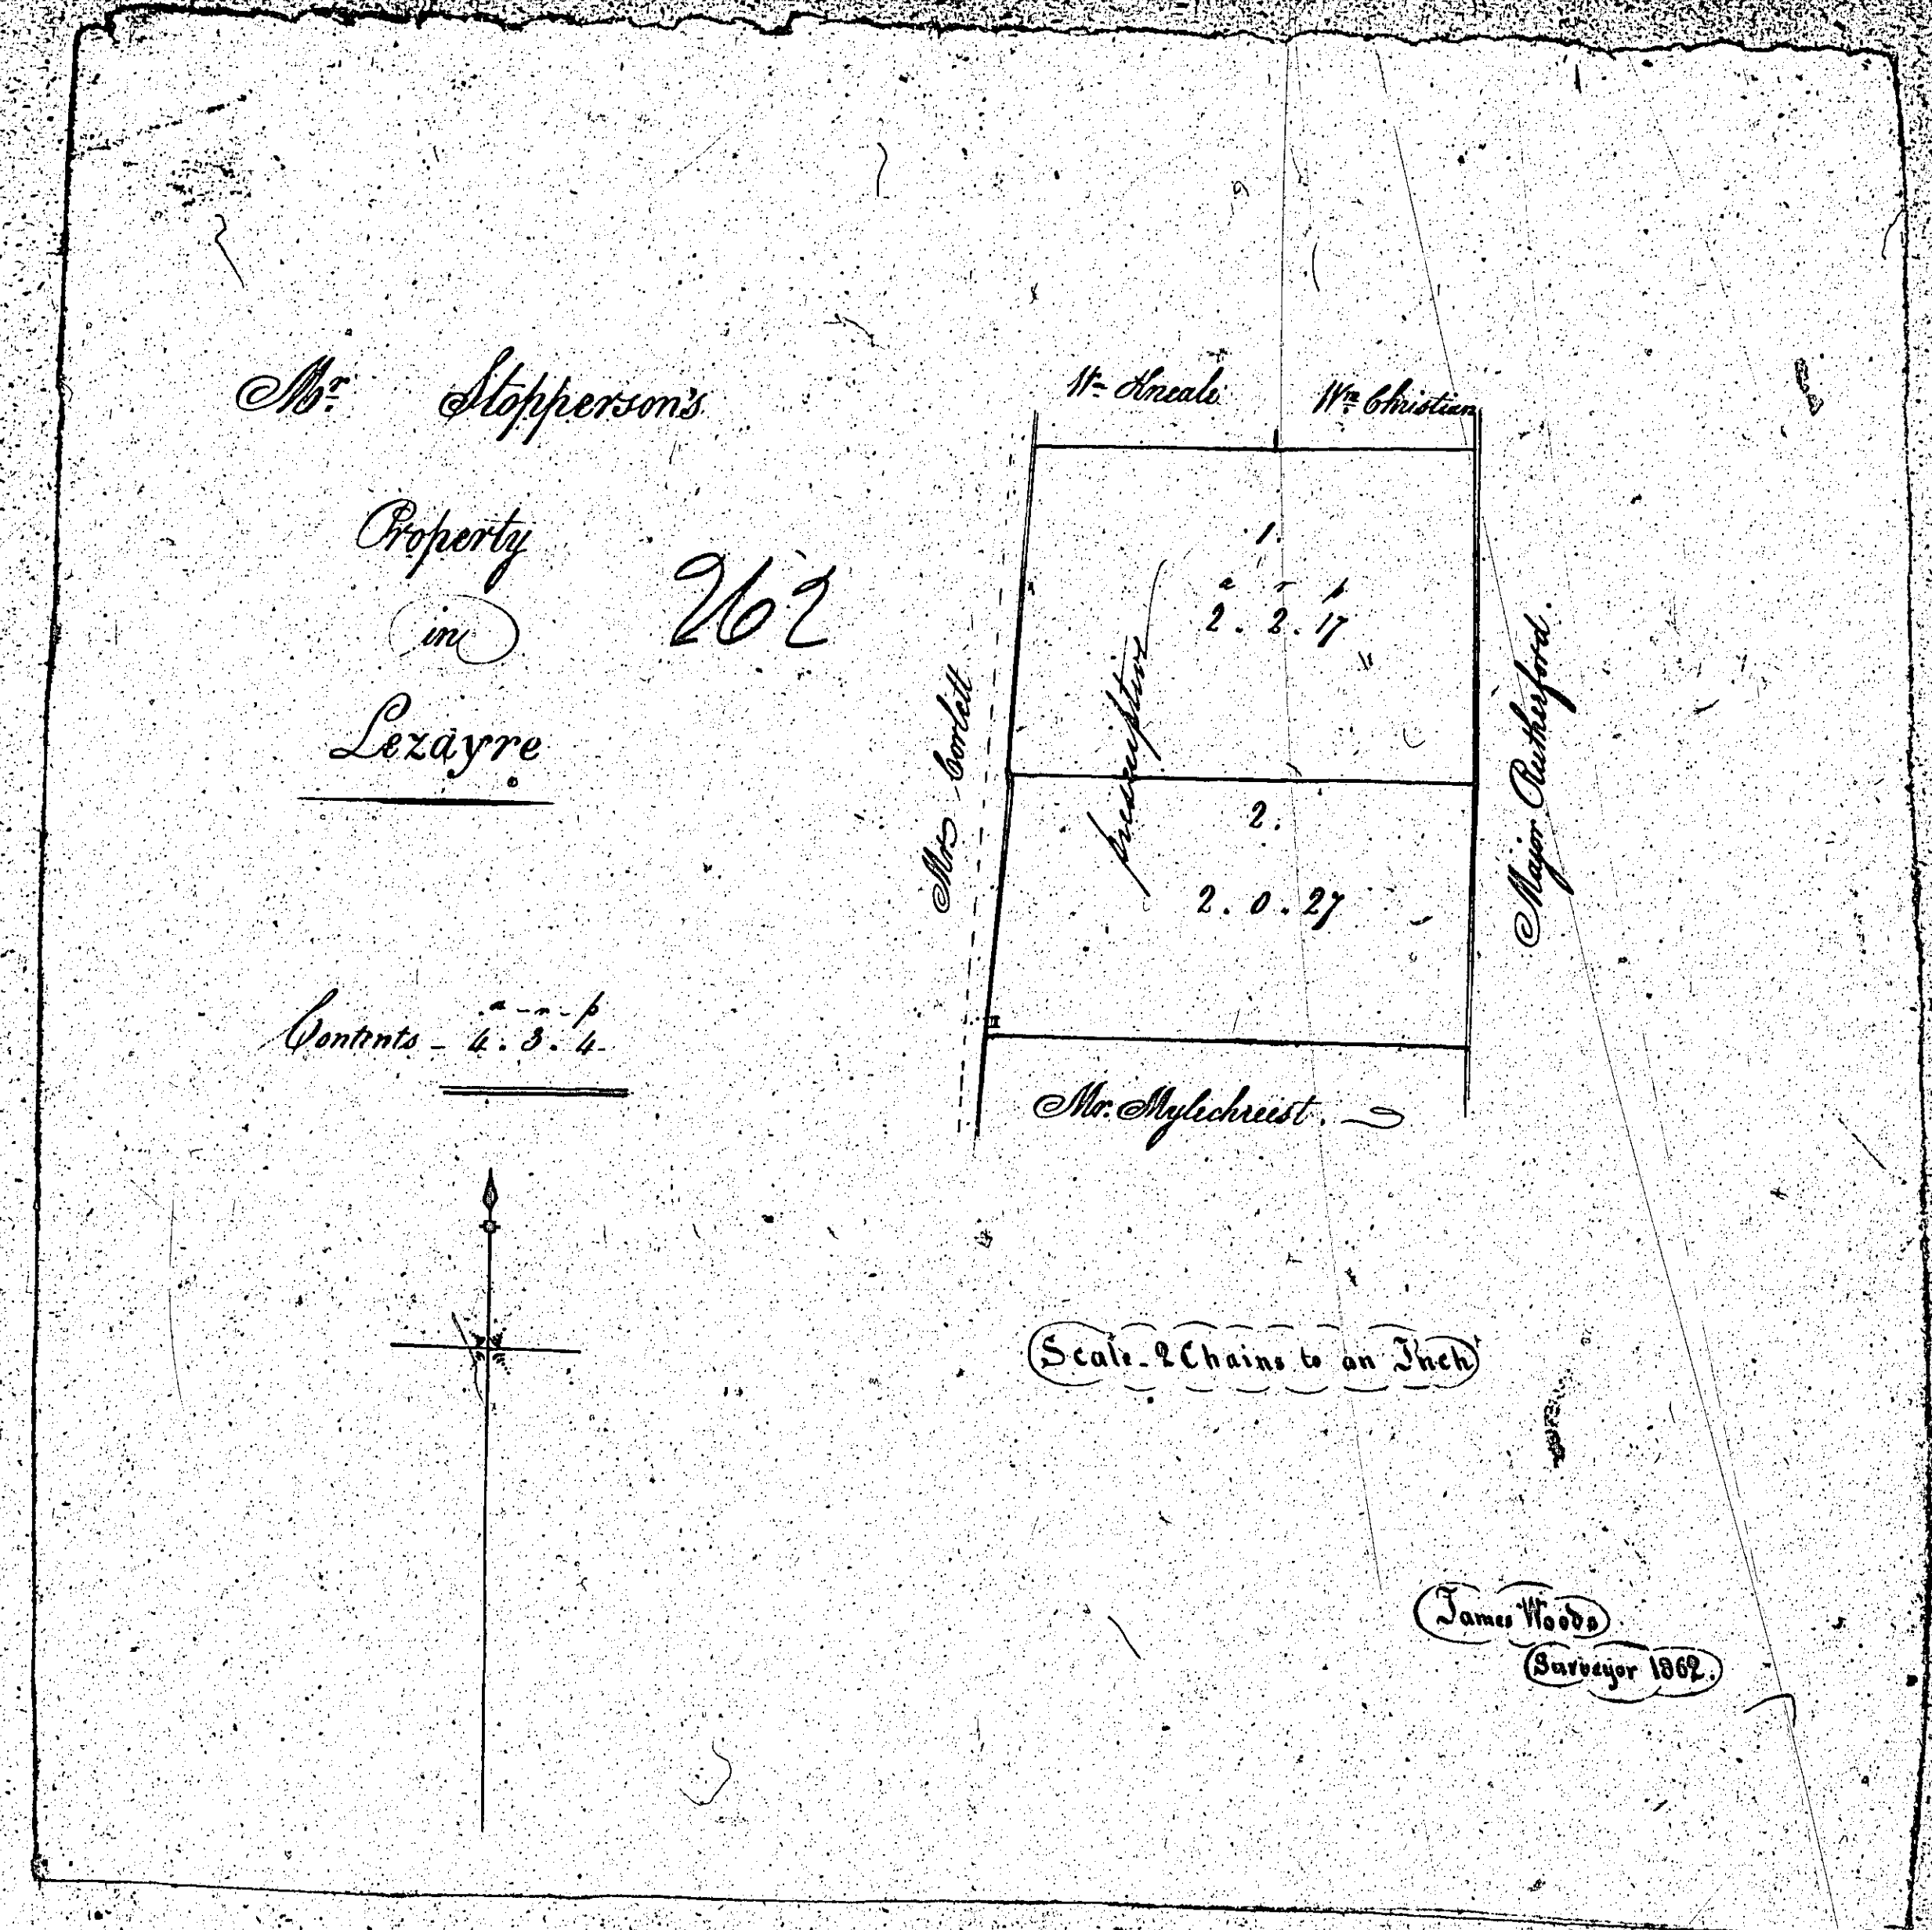 Mr. Stopperson's
Property
in
Lezayre
262
Contents - 4. 3. 4
a - r - p
Wm Kneale
Wm Christian
1.
a r p
2. 2. 17
2.
2. 0. 27
Mrs Corlett
Major Rutherford.
Mr. Mylechreest.
Scale - 2 Chains to an Inch
James Woods
Surveyor 1862.